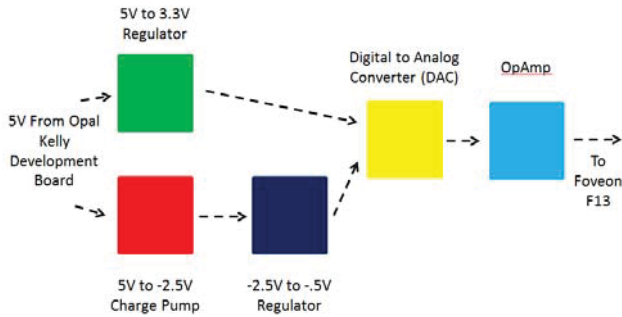 5V to 3.3V
Regulator
Digital to Analog
Converter (DAC)
OpAmp
5V From Opal
Kelly
Development
Board
To
Foveon
F13
5V to -2.5V
Charge Pump
-2.5V to -.5V
Regulator